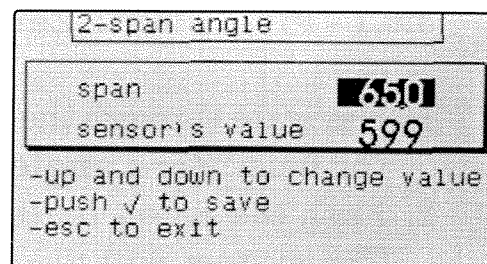 2-span angle
span 650
sensor's value 599
-up and down to change value
-push √ to save
-esc to exit